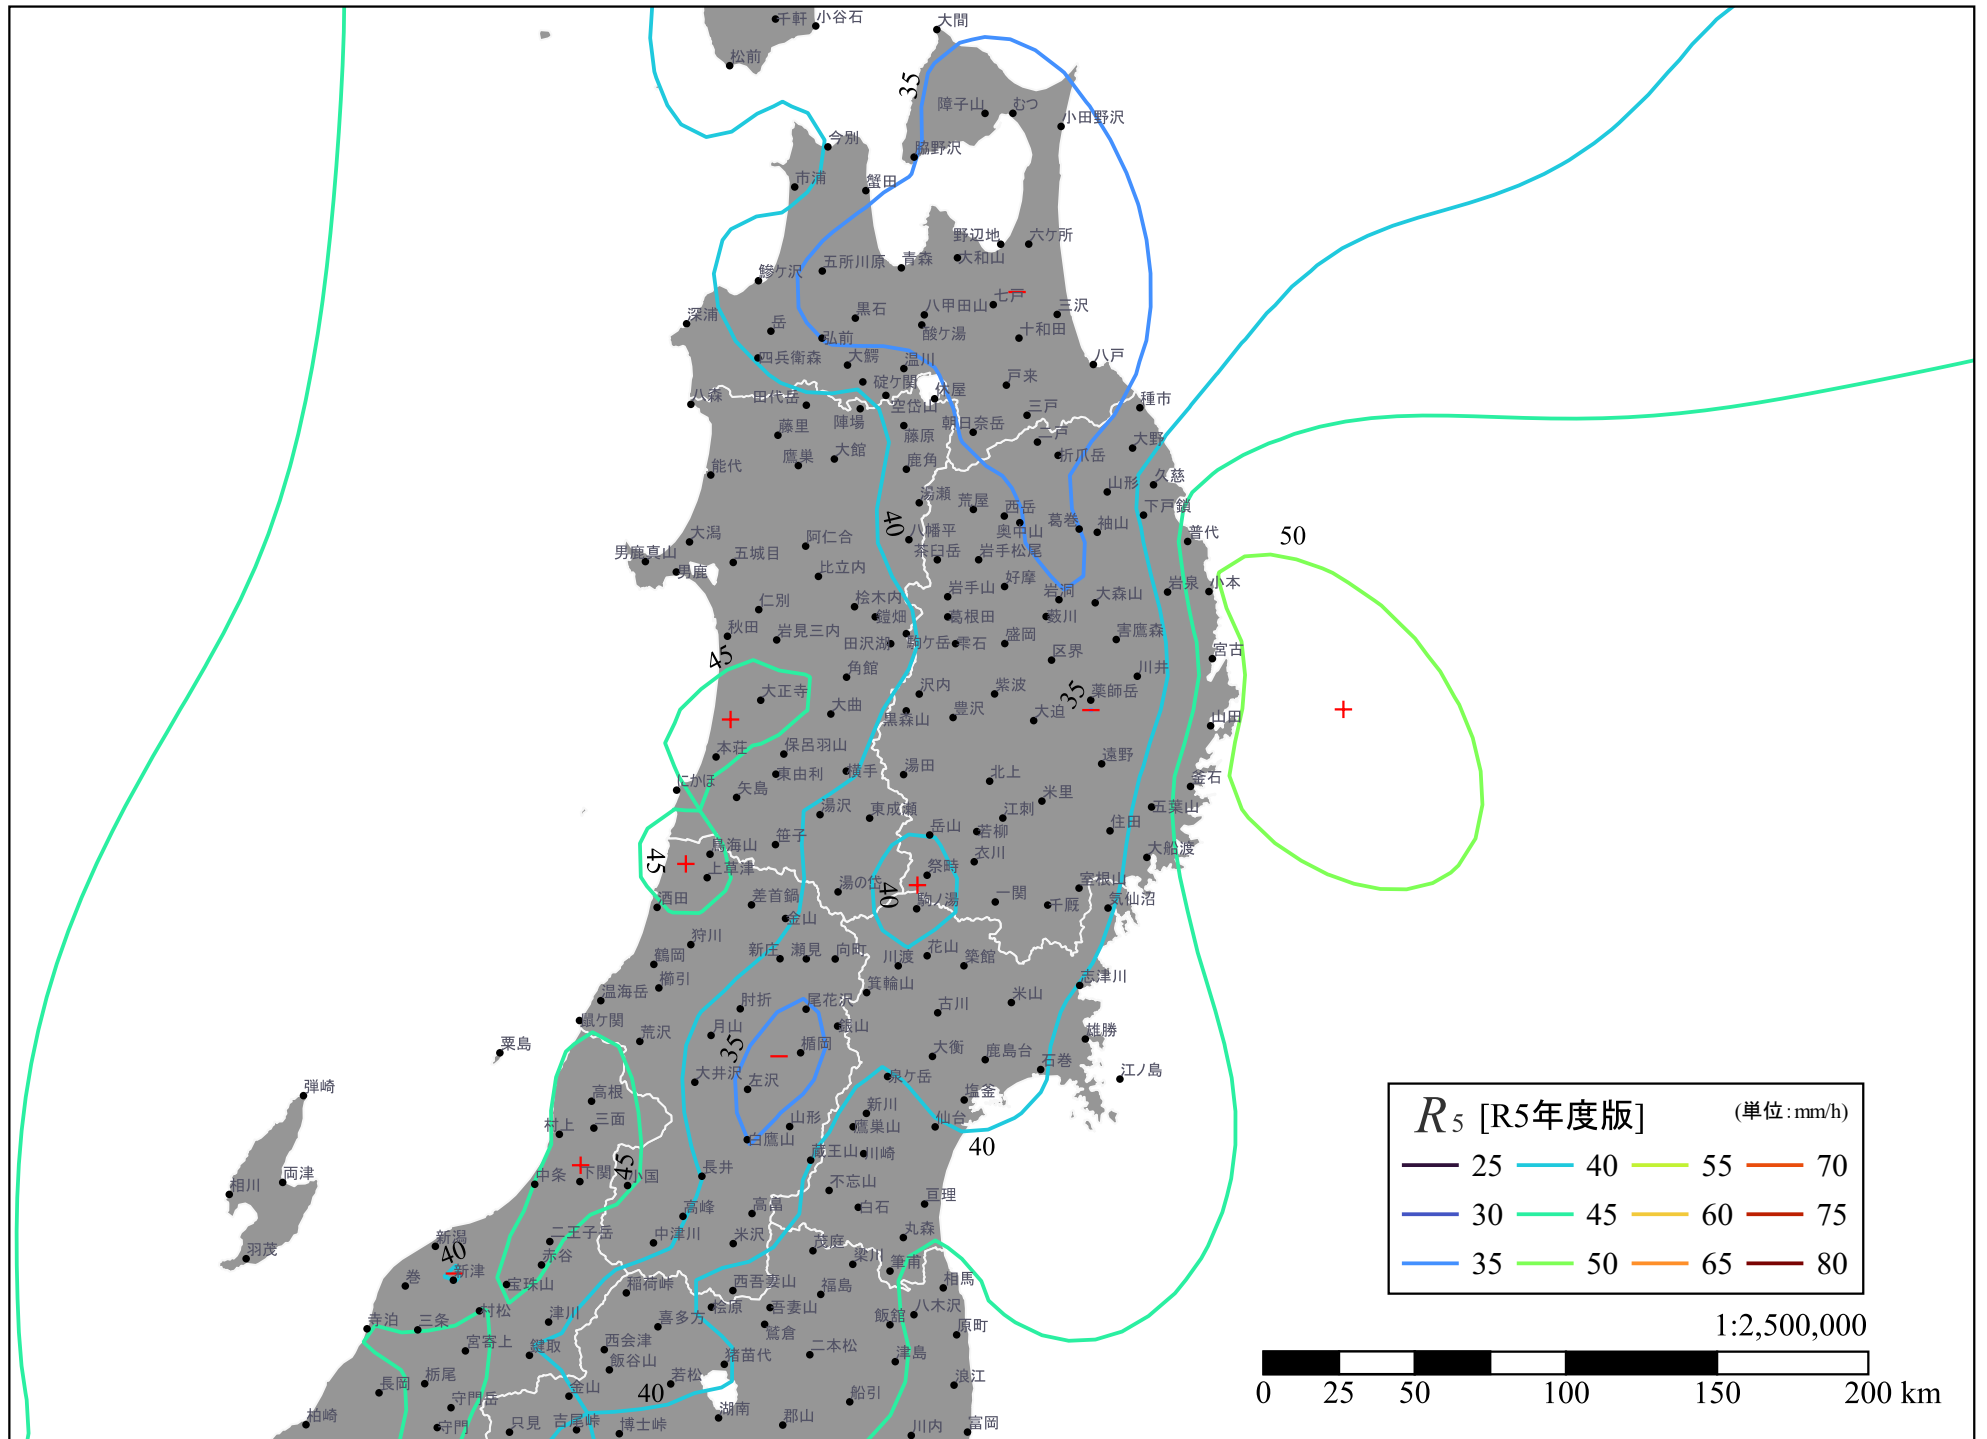 千軒 小谷石 大間
松前
35
障子山 むつ 小田野沢
今別 脇野沢
市浦 蟹田
野辺地 六ケ所
鰺ケ沢 五所川原 青森 大和山
七戸
深浦 岳 黒石 八甲田山 三沢
弘前 酸ケ湯 十和田
四兵衛森 大鰐 温川 八戸
碇ケ関 戸来
八森 田代岳 空岱山 休屋 種市
藤里 陣場 藤原 朝日奈岳 三戸
二戸 大野
能代 鷹巣 大館 鹿角 折爪岳
湯瀬 荒屋 西岳 山形 久慈
40 下戸鎖
大潟 阿仁合 八幡平 奥中山 葛巻 袖山 普代
50
男鹿真山 五城目 茶臼岳 岩手松尾
男鹿 比立内 岩手山 好摩 岩泉 小本
仁別 桧木内 岩洞 大森山
鎧畑 葛根田 薮川
秋田 岩見三内 田沢湖 駒ケ岳 雫石 盛岡 害鷹森
45 区界 宮古
角館 川井
大正寺 沢内 紫波 35 薬師岳
大曲 黒森山 豊沢 大迫 山田
本荘 保呂羽山 遠野
にかほ 東由利 横手 湯田 北上 釜石
矢島 湯沢 東成瀬 江刺 米里 五葉山
笹子 岳山 若柳 住田
45 鳥海山 衣川 大船渡
上草津 湯の岱 祭時 室根山
酒田 差首鍋 40 駒ノ湯 一関 千厩 気仙沼
金山
狩川 新庄 瀬見 向町 川渡 花山 築館
鶴岡
櫛引 志津川
温海岳 肘折 尾花沢 箕輪山 古川 米山
鼠ケ関 荒沢 月山 銀山 雄勝
粟島 35 楯岡 大衡 鹿島台 石巻
弾崎 大井沢 左沢 泉ケ岳 江ノ島
高根 塩釜
村上 三面 山形 新川 仙台
白鷹山 鷹巣山 40
蔵王山 川崎
相川 両津 中条 下関 45 小国 長井 不忘山
高峰 高畠 白石 亘理
羽茂 新潟 二王子岳 中津川 米沢 茂庭 丸森
40 赤谷 梁川 筆甫
巻 新津 宝珠山 稲荷峠 西吾妻山 福島 相馬
寺泊 三条 村松 津川 喜多方 桧原 吾妻山 飯舘 八木沢
鷲倉 原町
宮寄上 鍵取 西会津 猪苗代 二本松 津島
飯谷山
長岡 栃尾 金山 40 若松 船引 浪江
守門岳
柏崎 守門 只見 吉尾峠 博士峠 湖南 郡山 川内 富岡
R5 [R5年度版] (単位：mm/h)
25 40 55 70
30 45 60 75
35 50 65 80
1:2,500,000
0 25 50 100 150 200 km